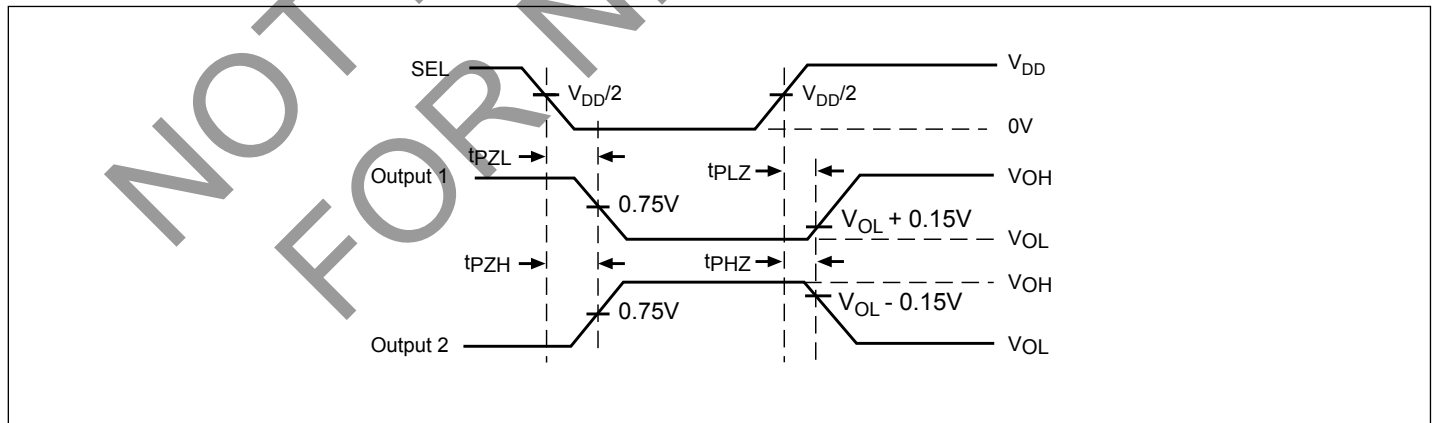 NOT
FOR N
SEL
VDD/2
VDD/2
VDD
0V
tPZL
tPLZ
Output 1
0.75V
VOL + 0.15V
VOH
VOL
tPZH
tPHZ
VOH
0.75V
VOL - 0.15V
Output 2
VOL